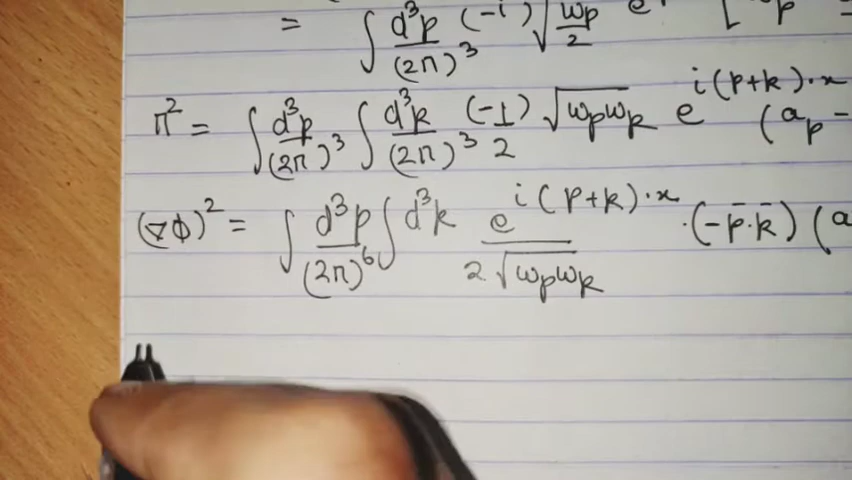 = ∫ d³p/(2π)³ (-i) √(ωp/2) e [
π² = ∫ d³p/(2π)³ ∫ d³k/(2π)³ (-1)/2 √(ωpωk) e^{i(p+k)·x} (a_p -
(∇ϕ)² = ∫ d³p/(2π)⁶ ∫ d³k e^{i(p+k)·x}/(2√(ωpωk)) ·(-p̄·k̄) (a